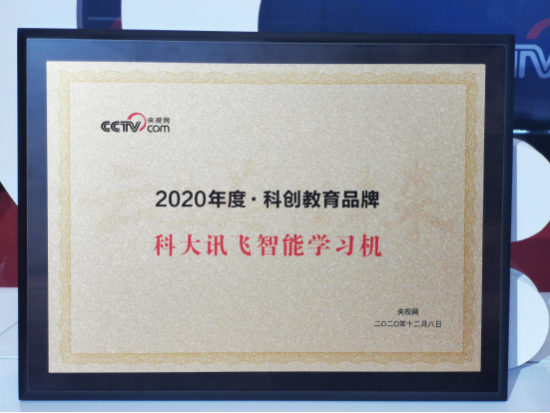 CCTV 央视网
com
2020年度·科创教育品牌
科大讯飞智能学习机
央视网
二〇二〇年十二月八日
TV